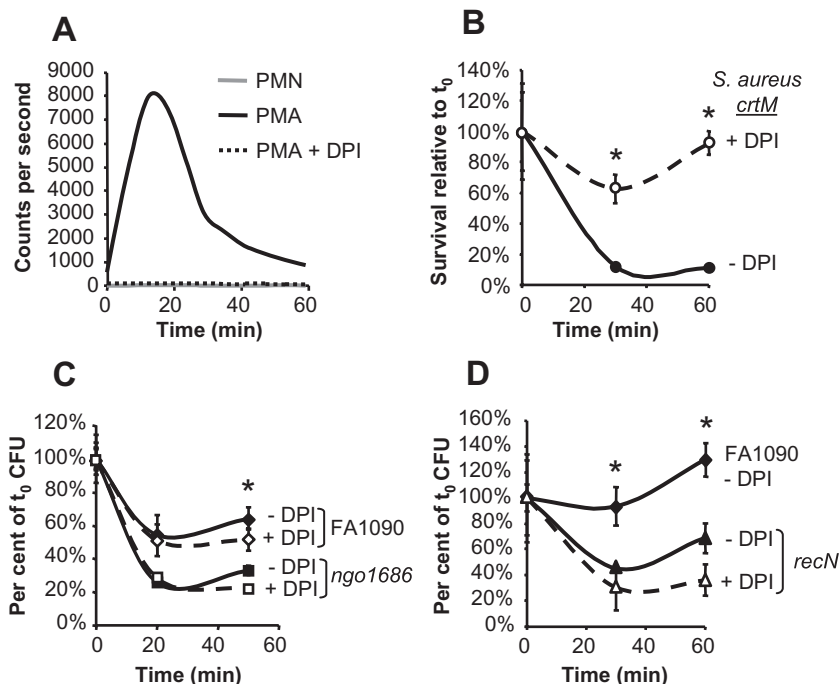 A
Counts per second
9000
8000
7000
6000
5000
4000
3000
2000
1000
0
0 20 40 60
Time (min)
PMN
PMA
PMA + DPI
B
Survival relative to t0
140%
120%
100%
80%
60%
40%
20%
0%
0 20 40 60
Time (min)
S. aureus
crtM
*
*
+ DPI
- DPI
C
Per cent of t0 CFU
120%
100%
80%
60%
40%
20%
0%
0 20 40 60
Time (min)
*
- DPI
+ DPI
FA1090
- DPI
+ DPI
ngo1686
D
Per cent of t0 CFU
160%
140%
120%
100%
80%
60%
40%
20%
0%
0 20 40 60
Time (min)
*
*
FA1090
- DPI
- DPI
+ DPI
recN